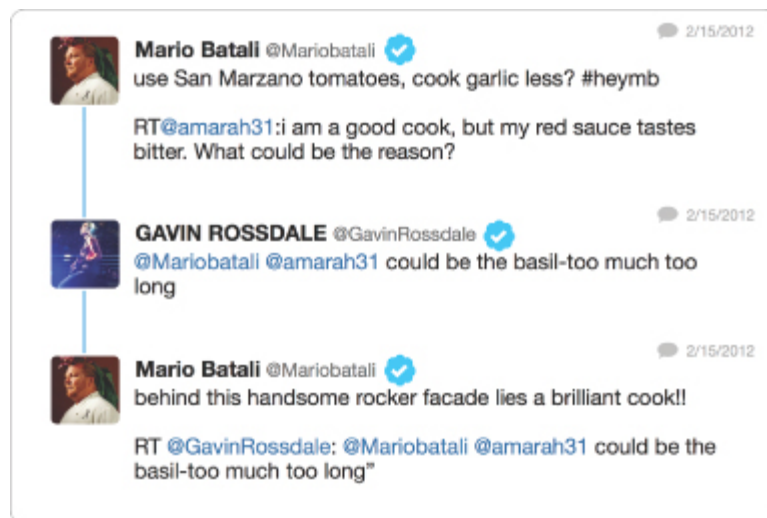 2/15/2012
Mario Batali @Mariobatali
use San Marzano tomatoes, cook garlic less? #heymb
RT@amarah31:i am a good cook, but my red sauce tastes
bitter. What could be the reason?
2/15/2012
GAVIN ROSSDALE @GavinRossdale
@Mariobatali @amarah31 could be the basil-too much too
long
2/15/2012
Mario Batali @Mariobatali
behind this handsome rocker facade lies a brilliant cook!!
RT @GavinRossdale: @Mariobatali @amarah31 could be the
basil-too much too long”